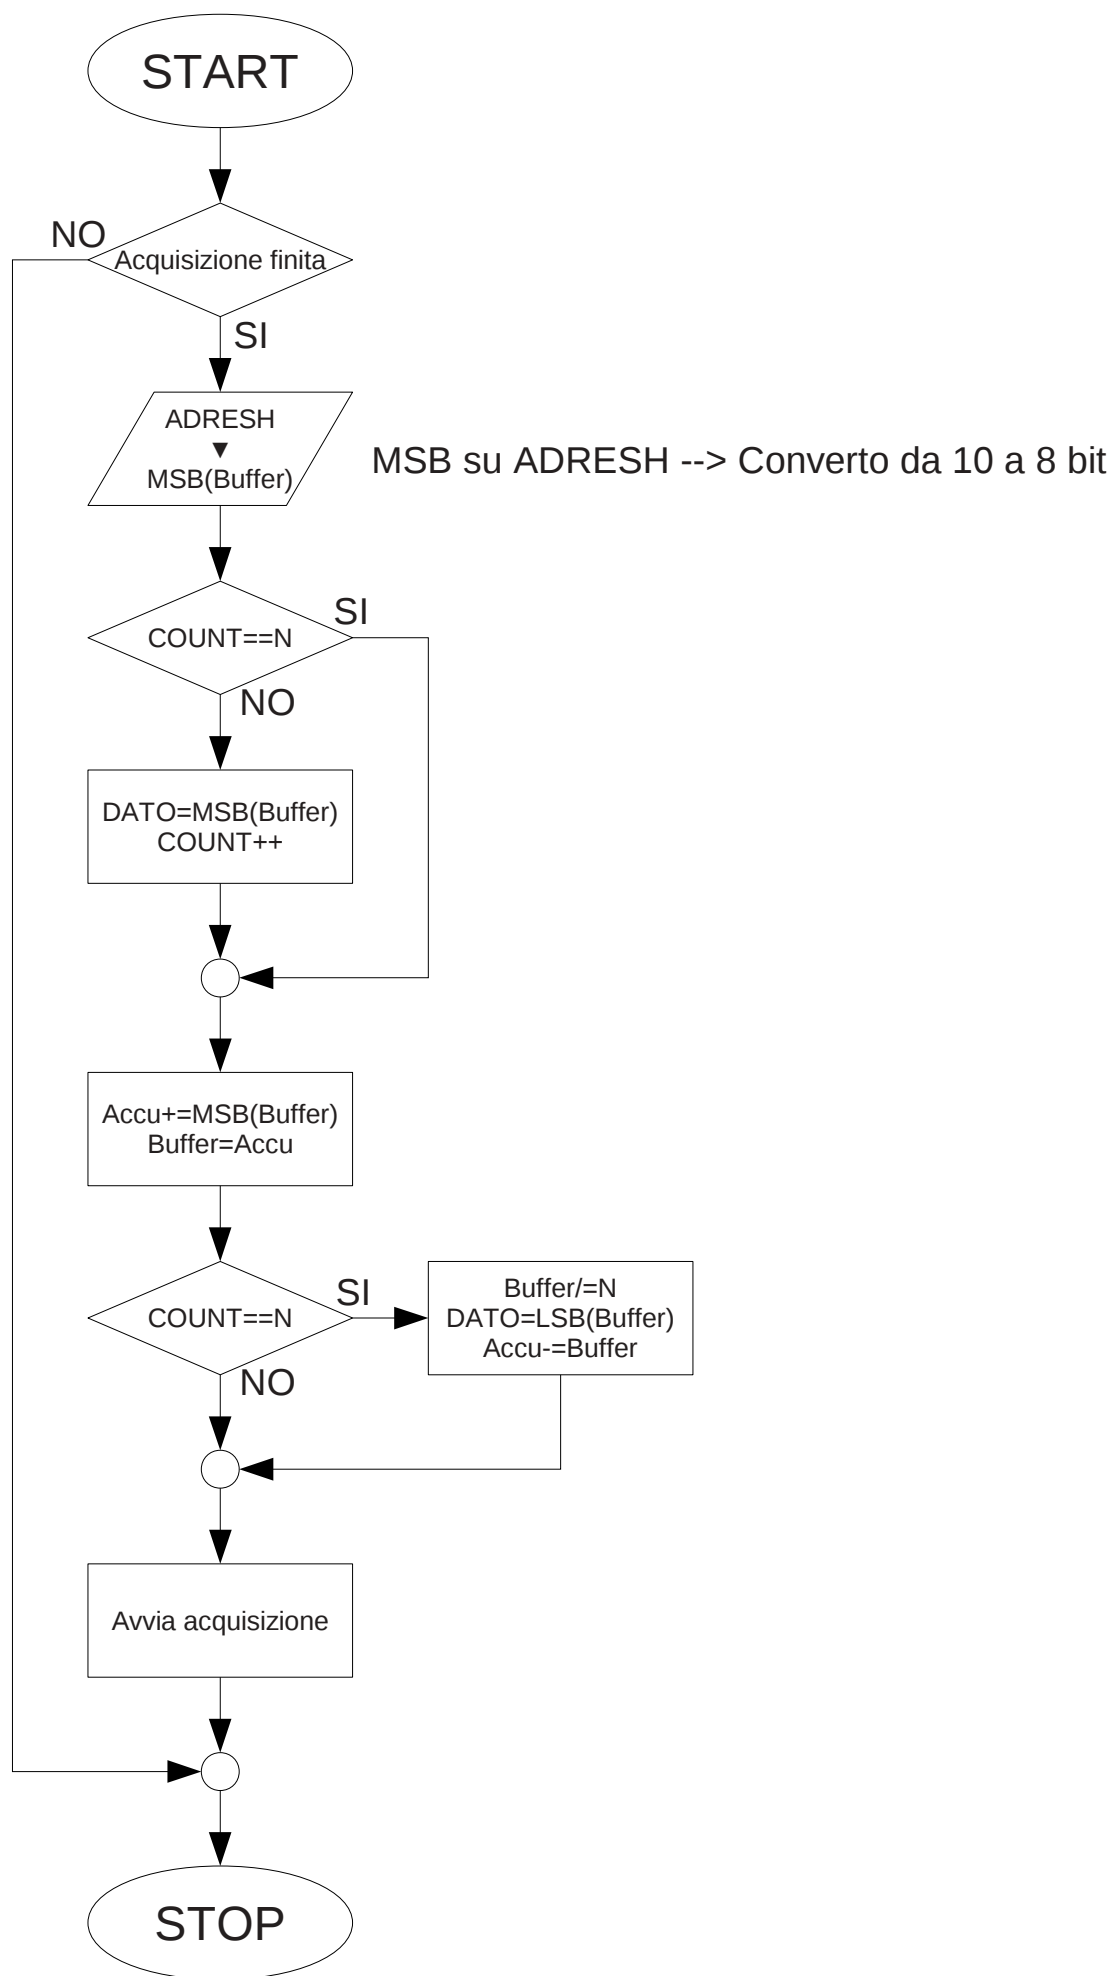 START
NO
Acquisizione finita
SI
ADRESH
▼
MSB(Buffer)
MSB su ADRESH --> Converto da 10 a 8 bit
SI
COUNT==N
NO
DATO=MSB(Buffer)
COUNT++
Accu+=MSB(Buffer)
Buffer=Accu
SI
COUNT==N
NO
Buffer/=N
DATO=LSB(Buffer)
Accu-=Buffer
Avvia acquisizione
STOP